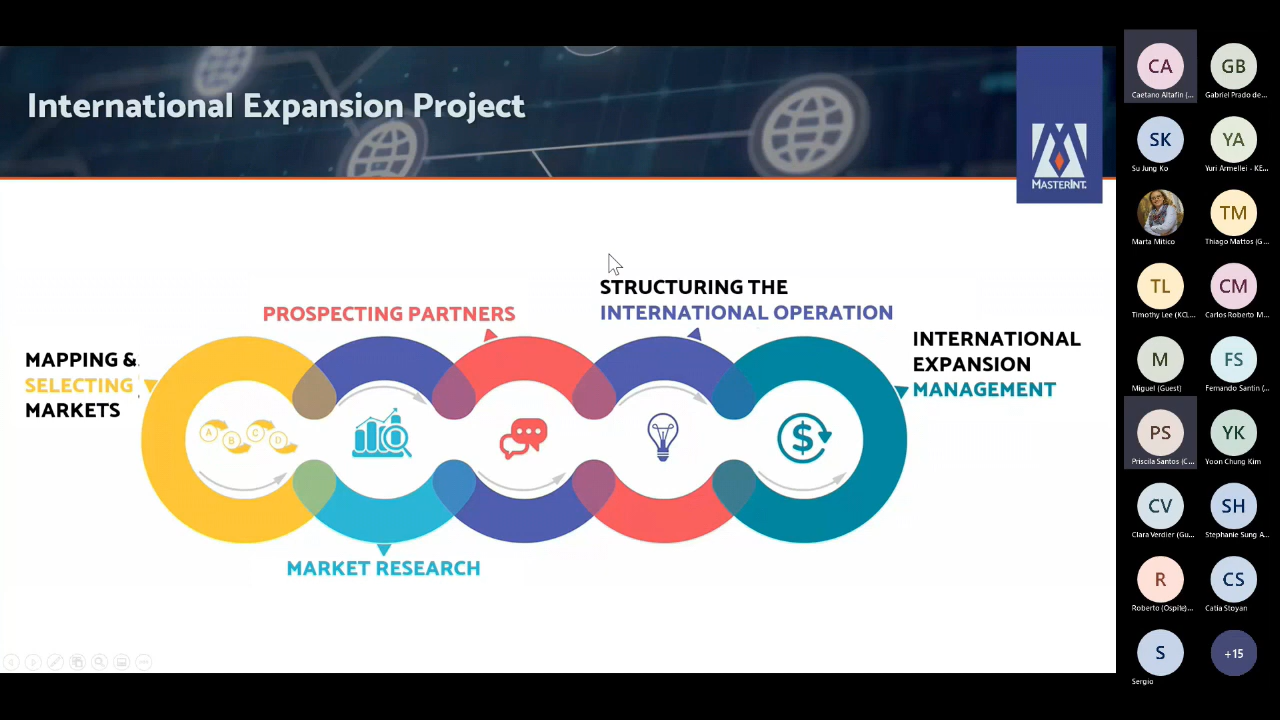 International Expansion Project
MASTERINT.
STRUCTURING THE
INTERNATIONAL OPERATION
PROSPECTING PARTNERS
INTERNATIONAL
EXPANSION
MANAGEMENT
MAPPING &
SELECTING
MARKETS
A
B
C
D
$
MARKET RESEARCH
CA
Caetano Altafin (...
GB
Gabriel Prado de...
SK
Su Jung Ko
YA
Yuri Armellei - KE...
Marta Mitico
TM
Thiago Mattos (G...
TL
Timothy Lee (KCL...
CM
Carlos Roberto M...
M
Miguel (Guest)
FS
Fernando Santin (...
PS
Priscila Santos (C...
YK
Yoon Chung Kim
CV
Clara Verdier (Gu...
SH
Stephanie Sung A...
R
Roberto (Ospite)...
CS
Catia Stoyan
S
Sergio
+15